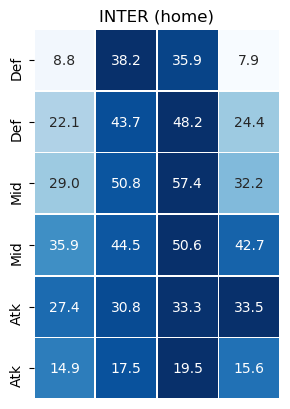 INTER (home)
Def 8.8 38.2 35.9 7.9
Def 22.1 43.7 48.2 24.4
Mid 29.0 50.8 57.4 32.2
Mid 35.9 44.5 50.6 42.7
Atk 27.4 30.8 33.3 33.5
Atk 14.9 17.5 19.5 15.6